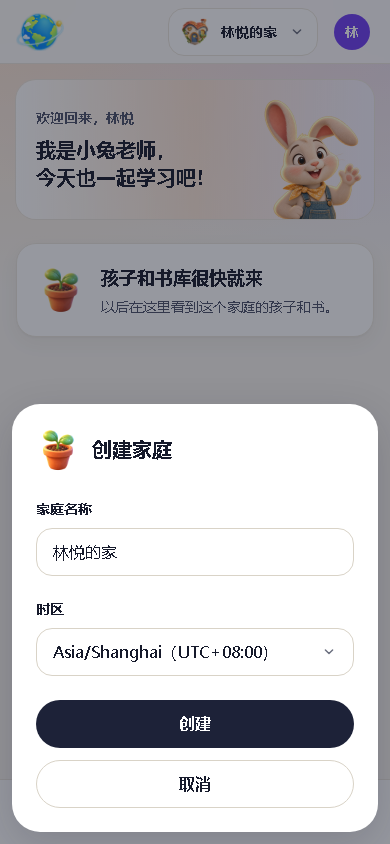 林悦的家
林
欢迎回来，林悦
我是小兔老师，
今天也一起学习吧！
孩子和书库很快就来
以后在这里看到这个家庭的孩子和书。
创建家庭
家庭名称
林悦的家
时区
Asia/Shanghai（UTC+08:00）
创建
取消